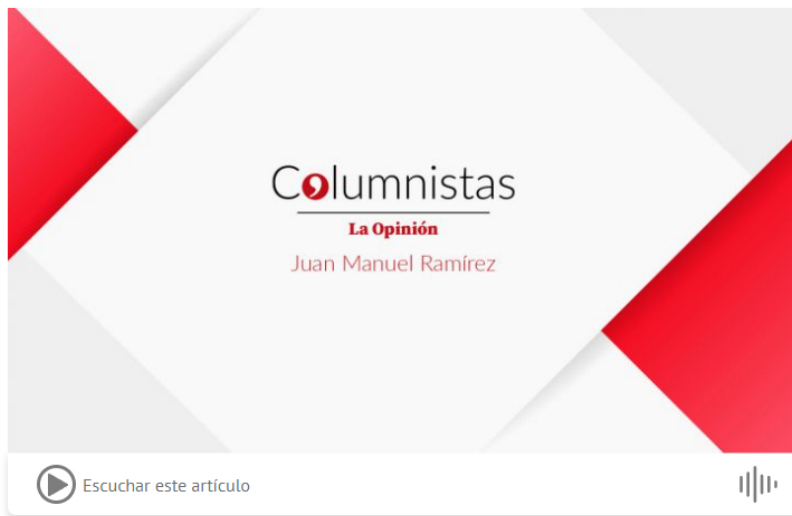 Columnistas
La Opinión
Juan Manuel Ramírez
Escuchar este artículo